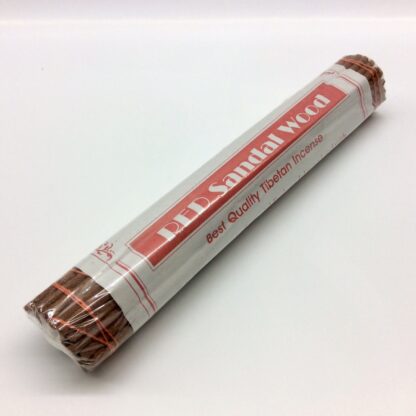 RED Sandal Wood
Best Quality Tibetan Incense